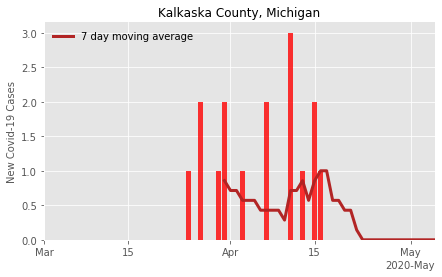 Kalkaska County, Michigan
7 day moving average
New Covid-19 Cases
3.0
2.5
2.0
1.5
1.0
0.5
0.0
Mar 15 Apr 15 May
2020-May